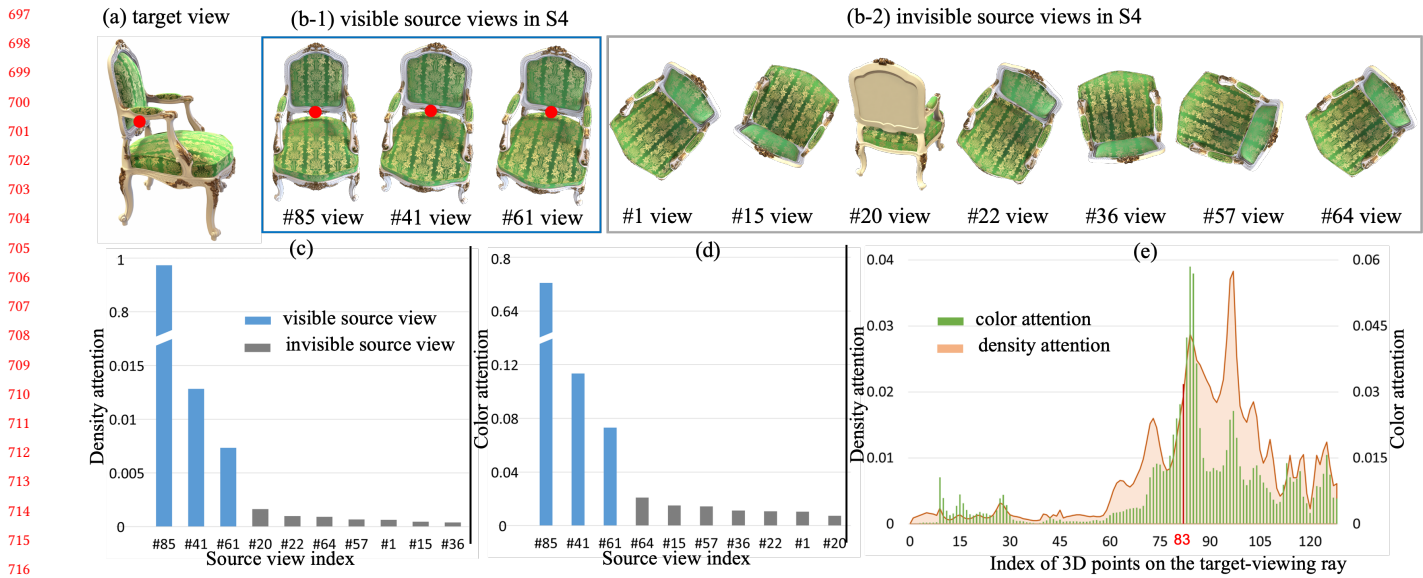 697
698
699
700
701
702
703
704
705
706
707
708
709
710
711
712
713
714
715
716
(a) target view
(b-1) visible source views in S4
(b-2) invisible source views in S4
#85 view #41 view #61 view
#1 view #15 view #20 view #22 view #36 view #57 view #64 view
(c)
Density attention
1
0.8
0.015
0.01
0.005
0
visible source view
invisible source view
#85 #41 #61 #20 #22 #64 #57 #1 #15 #36
Source view index
(d)
Color attention
0.8
0.64
0.12
0.08
0.04
0
#85 #41 #61 #64 #15 #57 #36 #22 #1 #20
Source view index
(e)
Density attention
0.04
0.03
0.02
0.01
0
color attention
density attention
0.06
0.045
0.03
0.015
0
Color attention
0 15 30 45 60 75 83 90 105 120
Index of 3D points on the target-viewing ray